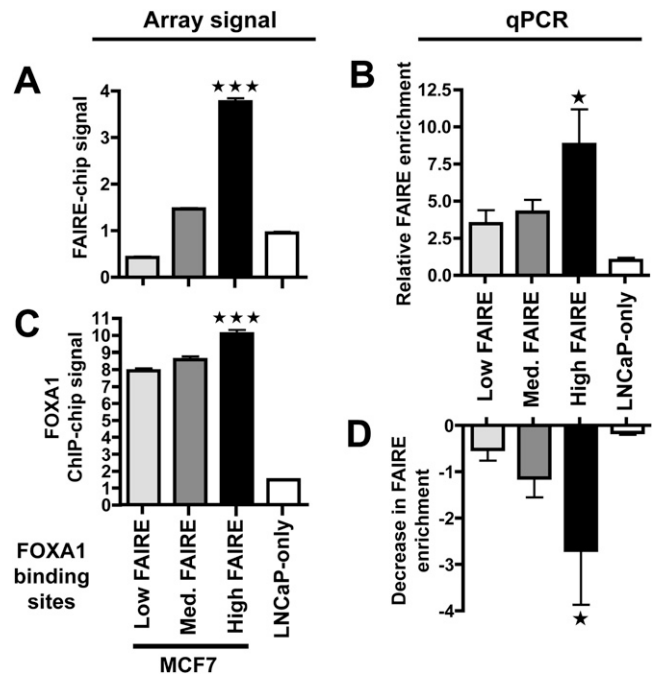 Array signal
qPCR
A
★★★
FAIRE-chip signal
4
3
2
1
0
B
★
Relative FAIRE enrichment
12.5
10.0
7.5
5.0
2.5
0.0
Low FAIRE
Med. FAIRE
High FAIRE
LNCaP-only
C
★★★
FOXA1
ChIP-chip signal
11
10
9
8
7
6
5
4
3
2
1
0
D
Decrease in FAIRE
enrichment
0
-1
-2
-3
-4
★
FOXA1
binding
sites
Low FAIRE
Med. FAIRE
High FAIRE
LNCaP-only
MCF7